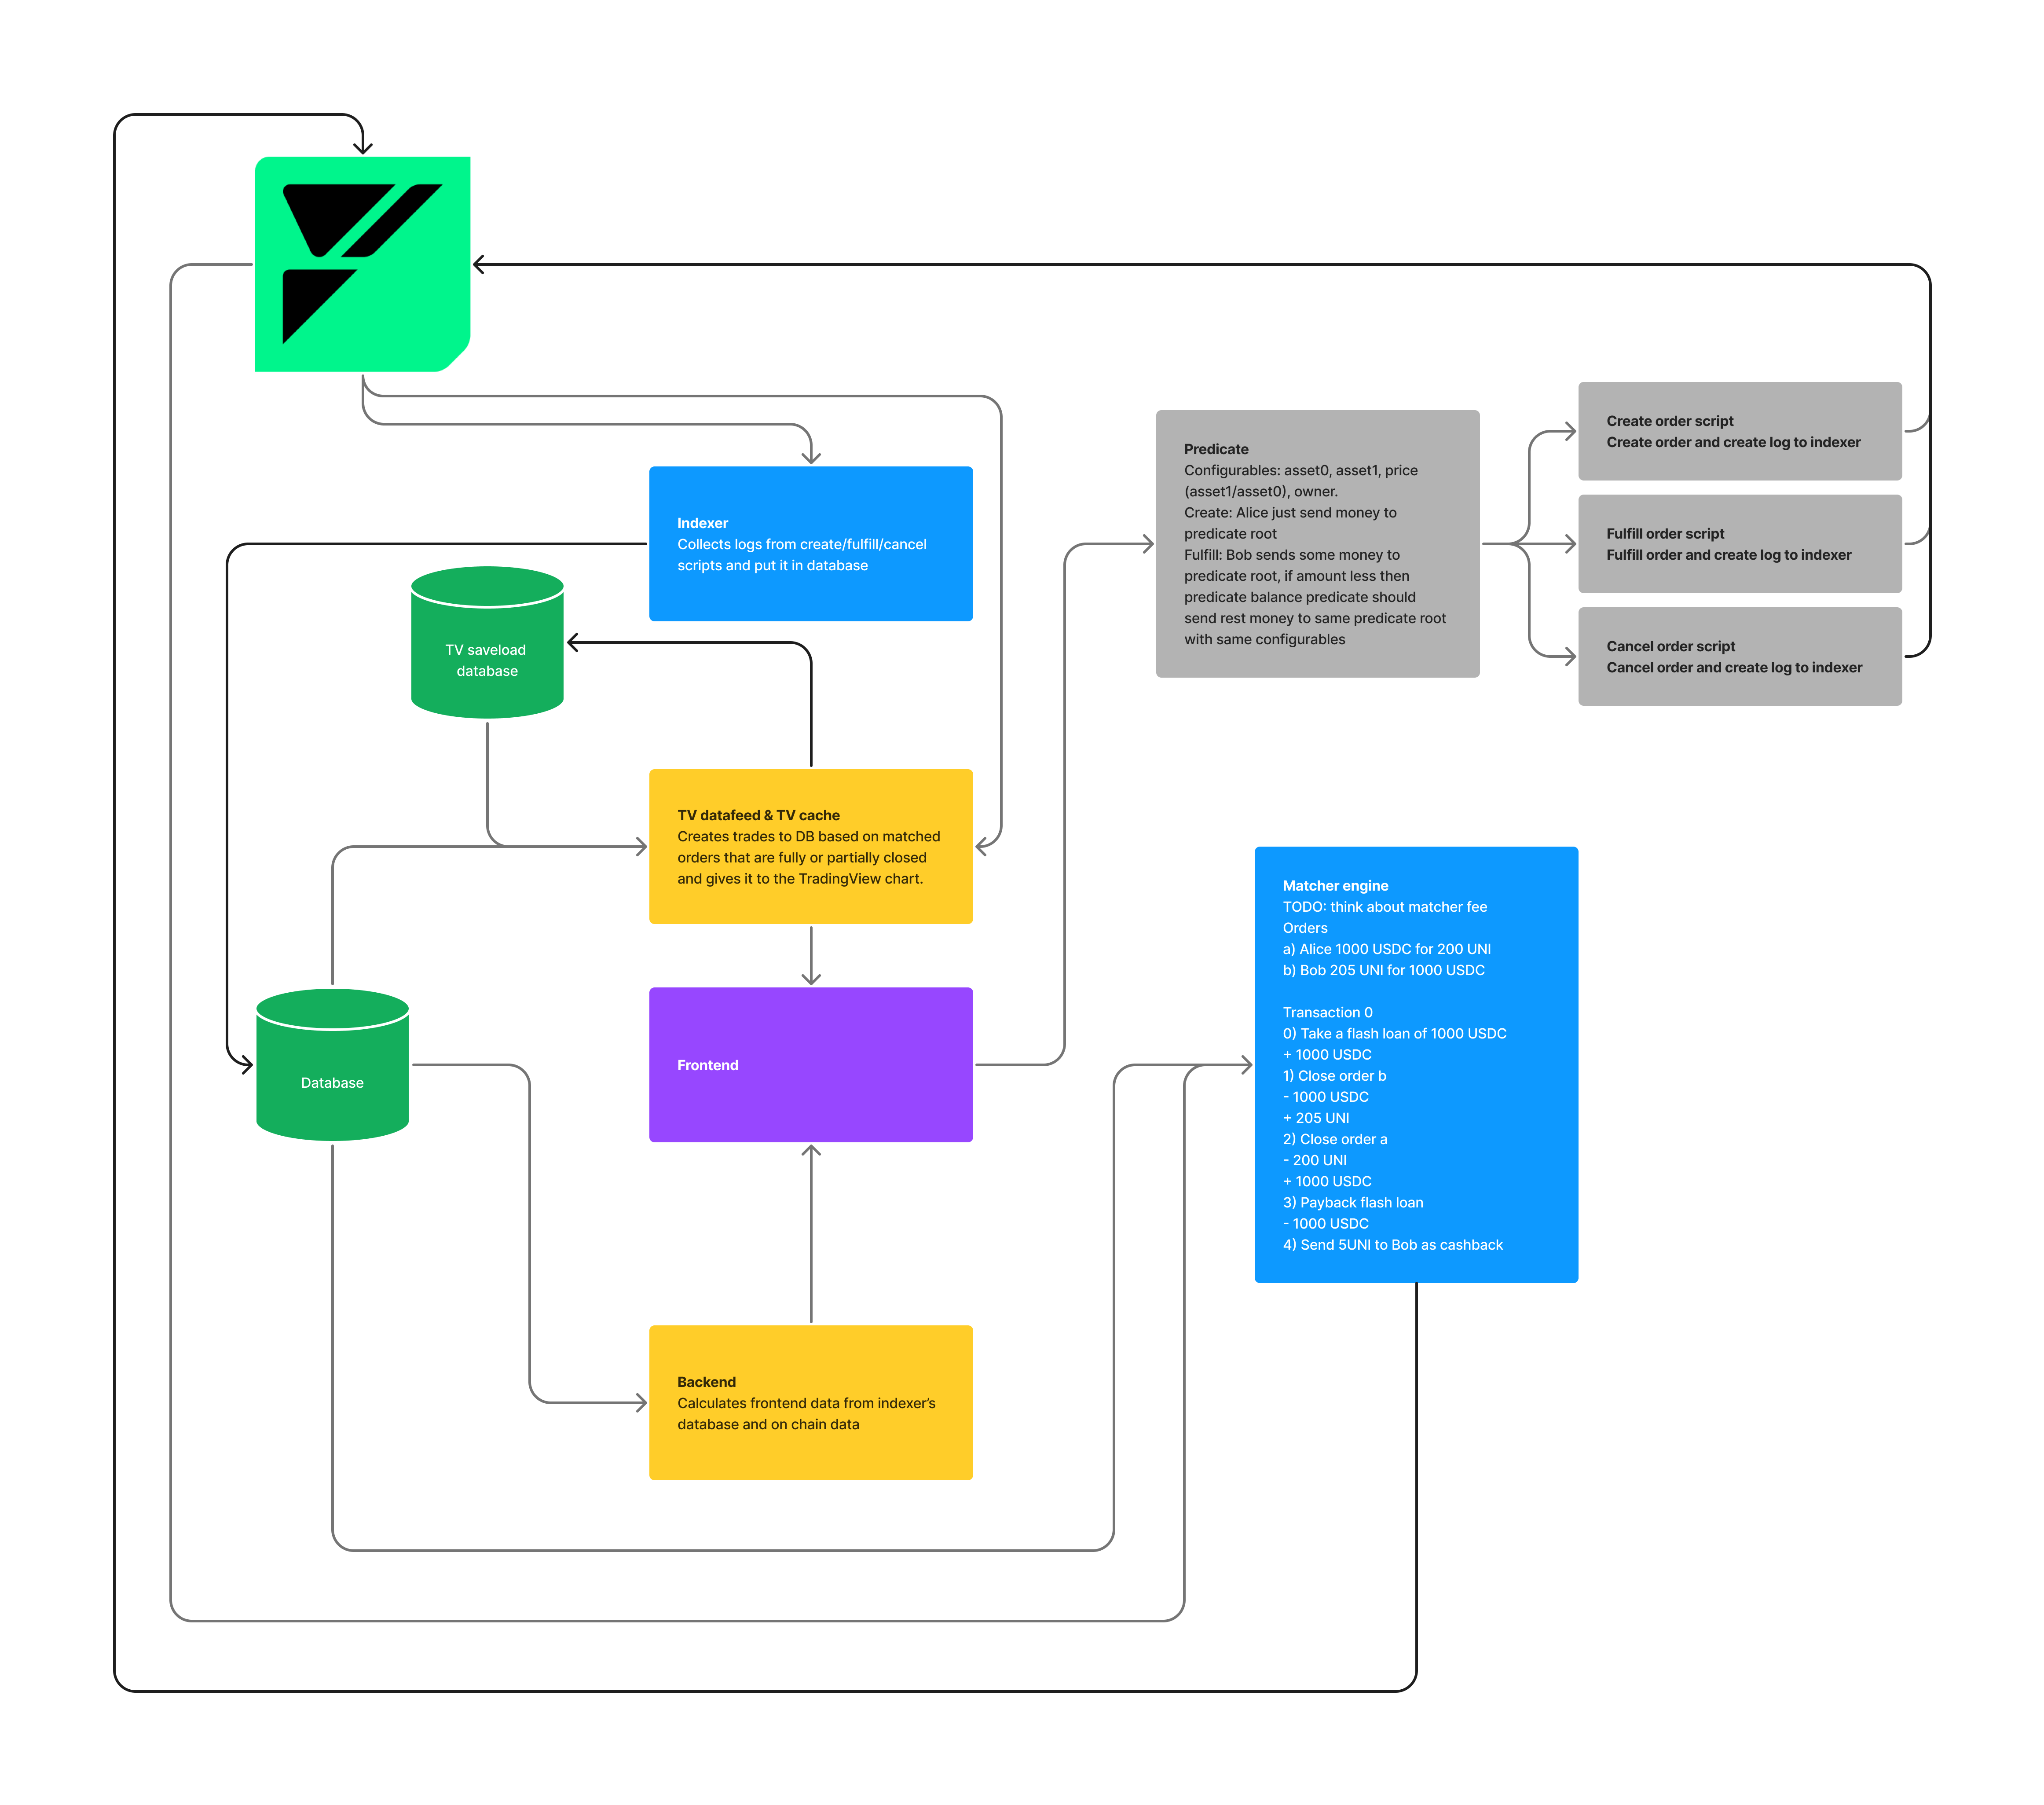 Indexer
Collects logs from create/fulfill/cancel
scripts and put it in database
TV saveload
database
TV datafeed & TV cache
Creates trades to DB based on matched
orders that are fully or partially closed
and gives it to the TradingView chart.
Database
Frontend
Backend
Calculates frontend data from indexer’s
database and on chain data
Predicate
Configurables: asset0, asset1, price
(asset1/asset0), owner.
Create: Alice just send money to
predicate root
Fulfill: Bob sends some money to
predicate root, if amount less then
predicate balance predicate should
send rest money to same predicate root
with same configurables
Create order script
Create order and create log to indexer
Fulfill order script
Fulfill order and create log to indexer
Cancel order script
Cancel order and create log to indexer
Matcher engine
TODO: think about matcher fee
Orders
a) Alice 1000 USDC for 200 UNI
b) Bob 205 UNI for 1000 USDC
Transaction 0
0) Take a flash loan of 1000 USDC
+ 1000 USDC
1) Close order b
- 1000 USDC
+ 205 UNI
2) Close order a
- 200 UNI
+ 1000 USDC
3) Payback flash loan
- 1000 USDC
4) Send 5UNI to Bob as cashback